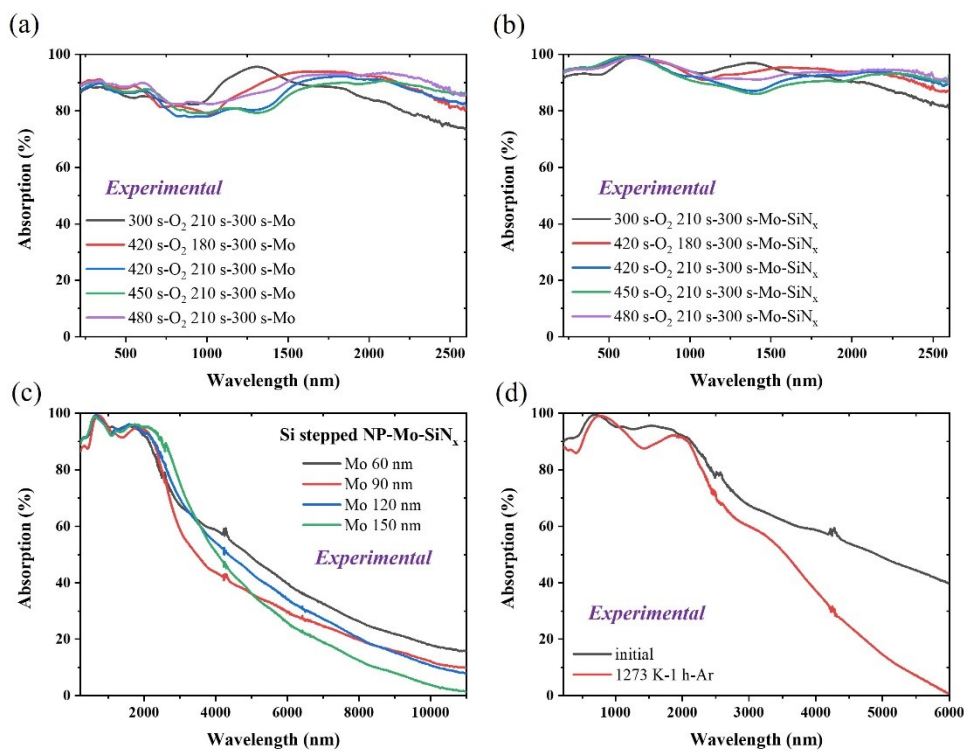 (a)
100
80
60
40
20
0
Absorption (%)
Experimental
300 s-O₂ 210 s-300 s-Mo
420 s-O₂ 180 s-300 s-Mo
420 s-O₂ 210 s-300 s-Mo
450 s-O₂ 210 s-300 s-Mo
480 s-O₂ 210 s-300 s-Mo
500 1000 1500 2000 2500
Wavelength (nm)
(b)
100
80
60
40
20
0
Absorption (%)
Experimental
300 s-O₂ 210 s-300 s-Mo-SiNₓ
420 s-O₂ 180 s-300 s-Mo-SiNₓ
420 s-O₂ 210 s-300 s-Mo-SiNₓ
450 s-O₂ 210 s-300 s-Mo-SiNₓ
480 s-O₂ 210 s-300 s-Mo-SiNₓ
500 1000 1500 2000 2500
Wavelength (nm)
(c)
100
80
60
40
20
0
Absorption (%)
Si stepped NP-Mo-SiNₓ
Mo 60 nm
Mo 90 nm
Mo 120 nm
Mo 150 nm
Experimental
2000 4000 6000 8000 10000
Wavelength (nm)
(d)
100
80
60
40
20
0
Absorption (%)
Experimental
initial
1273 K-1 h-Ar
1000 2000 3000 4000 5000 6000
Wavelength (nm)